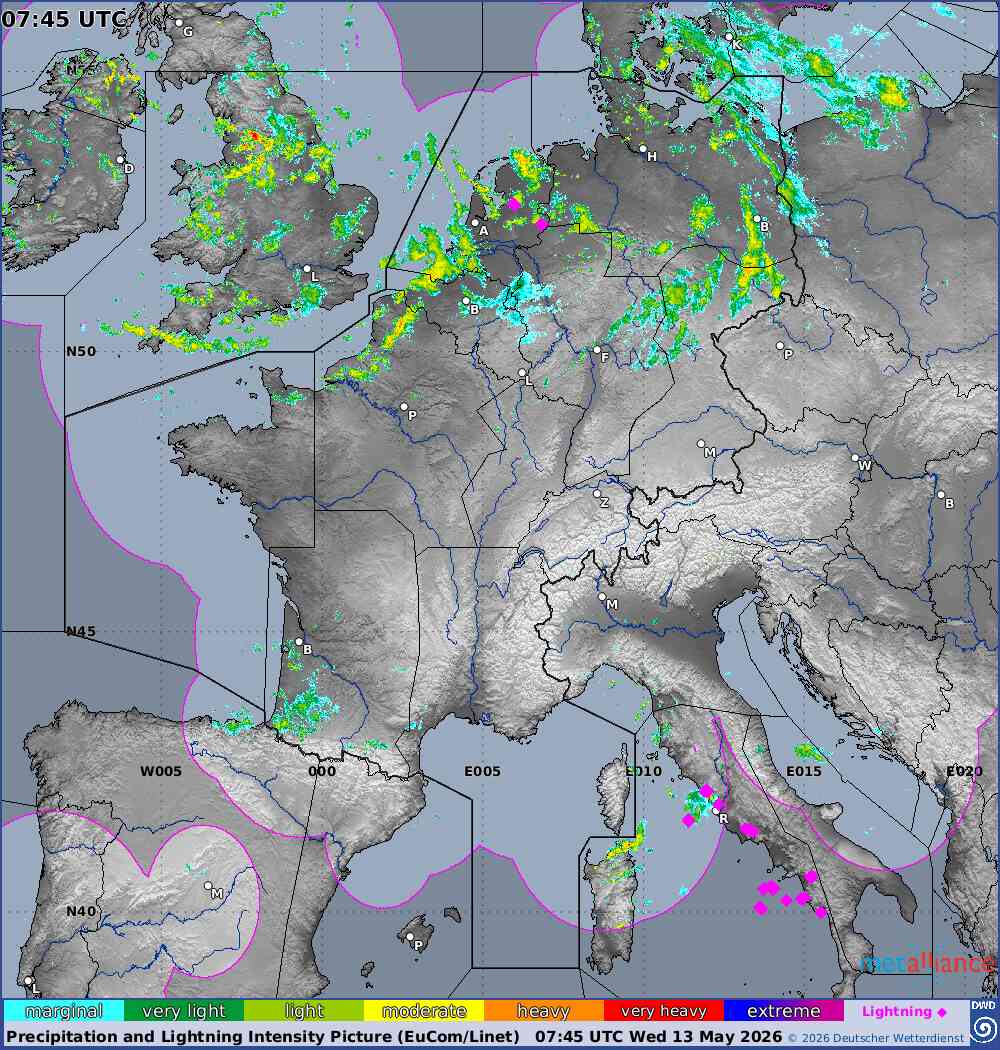 07:45 UTC
G
K
N55
D
H
A
B
L
B
N50
F
P
L
P
M
W
Z
B
M
N45
B
W005
000
E005
E010
E015
E020
R
M
N40
P
L
metalliance
marginal
very light
light
moderate
heavy
very heavy
extreme
Lightning
DWD
Precipitation and Lightning Intensity Picture (EuCom/Linet) 07:45 UTC Wed 13 May 2026 © 2026 Deutscher Wetterdienst